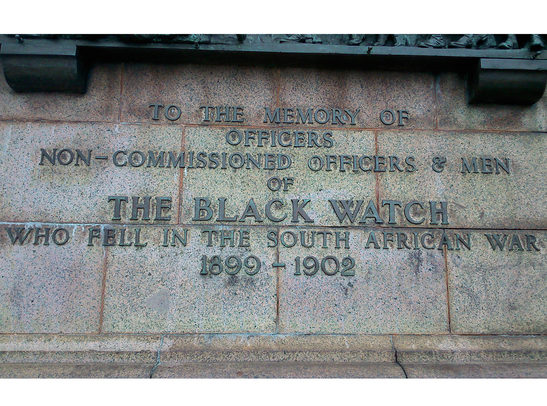 TO THE MEMORY OF
OFFICERS
NON-COMMISSIONED OFFICERS & MEN
OF
THE BLACK WATCH
WHO FELL IN THE SOUTH AFRICAN WAR
1899-1902